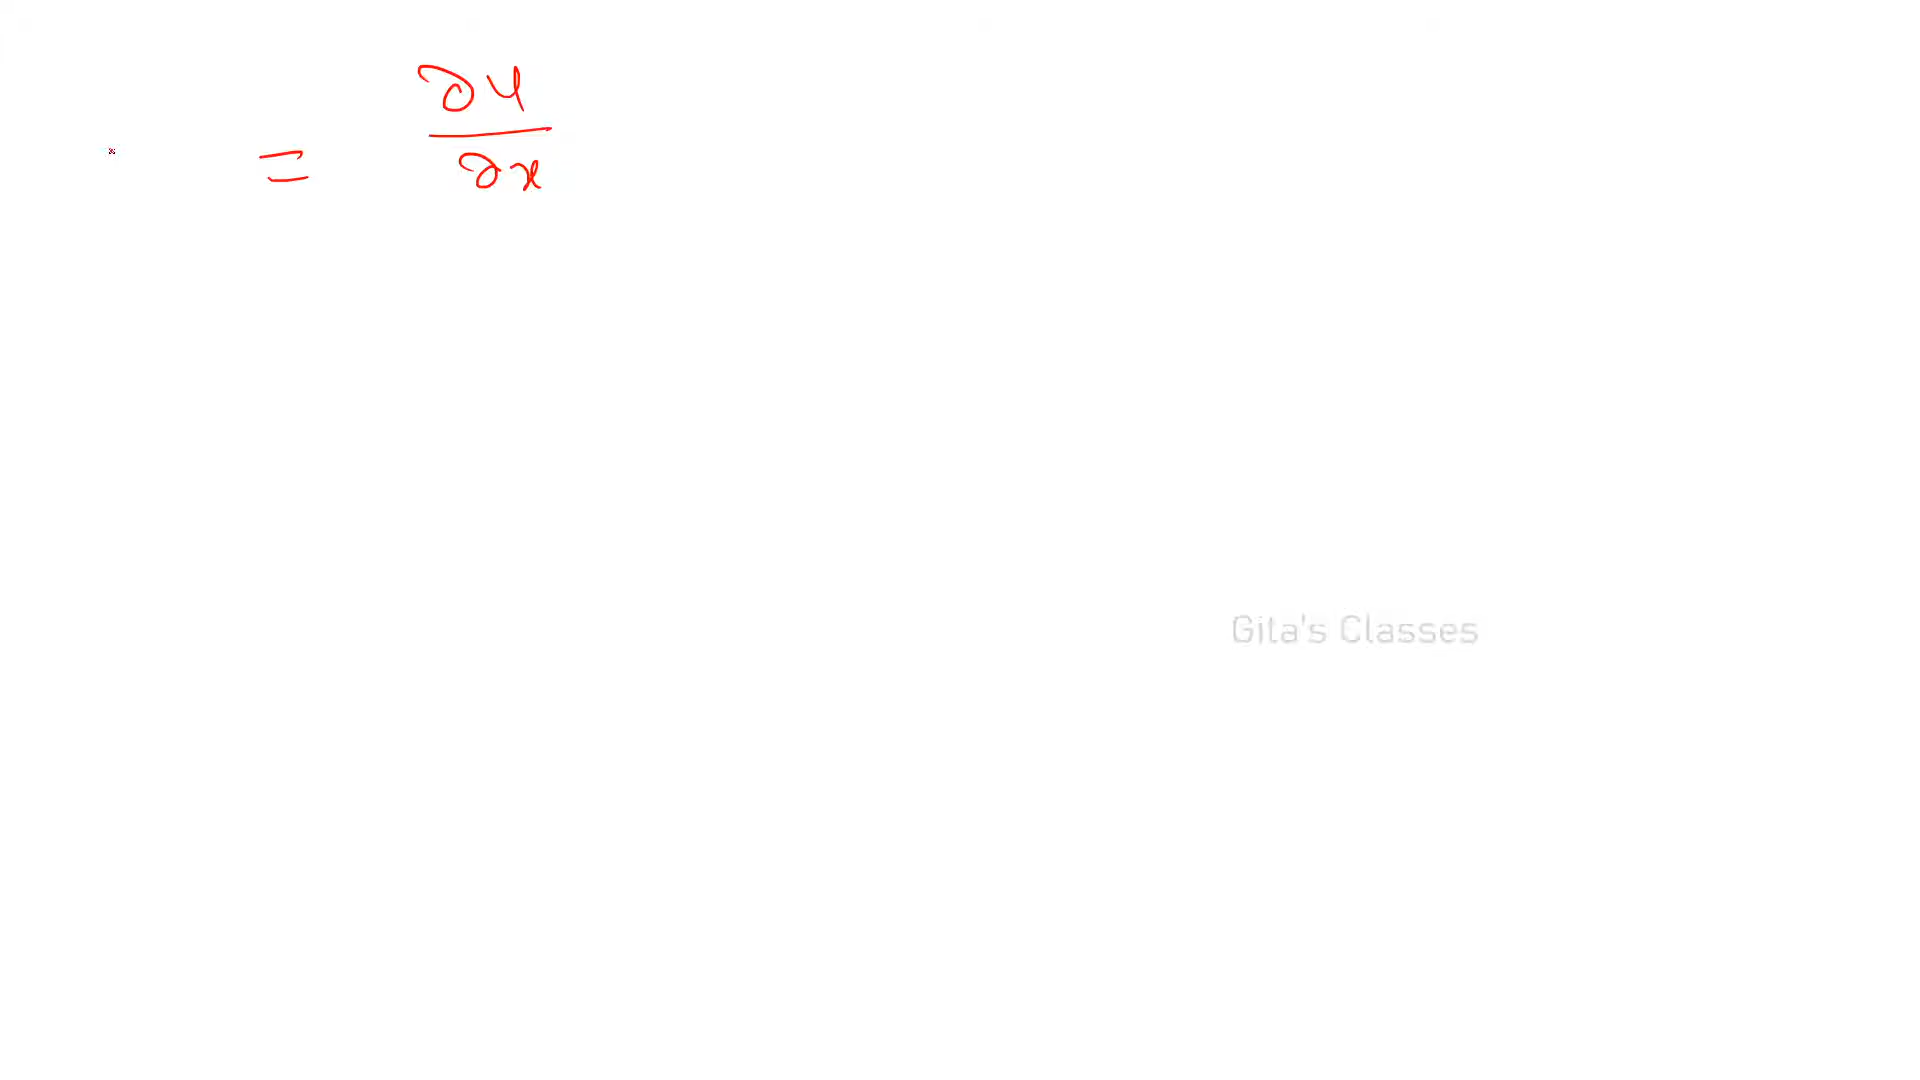 = ∂u/∂x
Gita's Classes